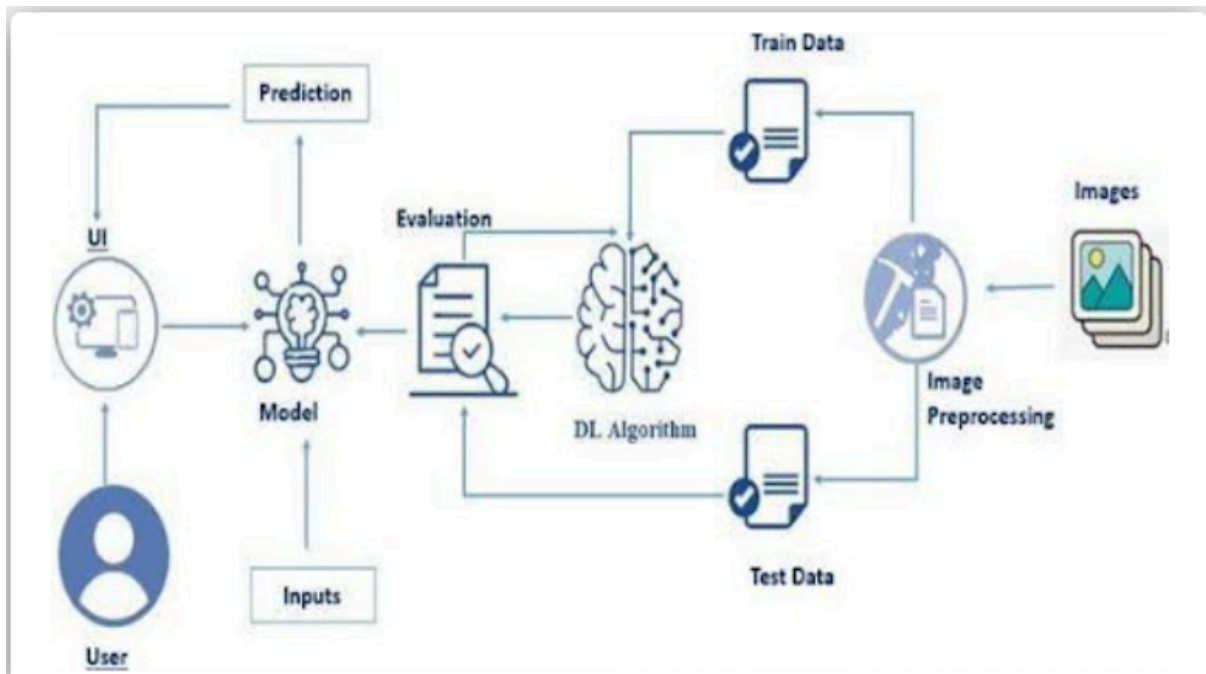 Train Data
Prediction
Images
Evaluation
UI
Image
Preprocessing
Model
DL Algorithm
Test Data
Inputs
User